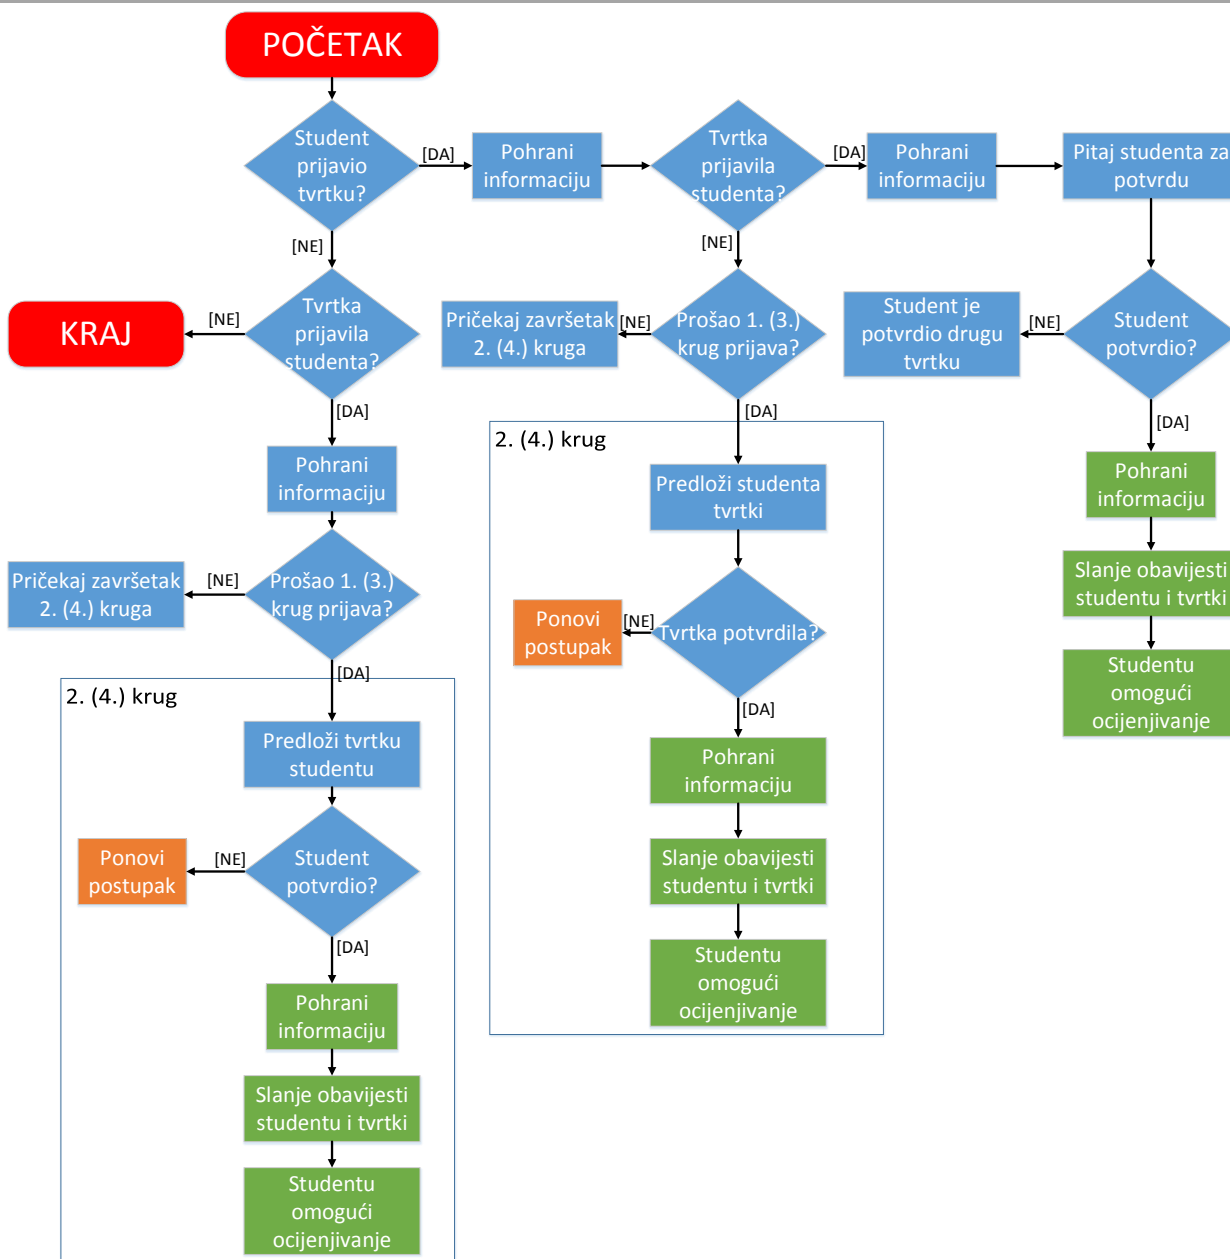 POČETAK
Student
prijavio
tvrtku?
[DA]
Pohrani
informaciju
Tvrtka
prijavila
studenta?
[DA]
Pohrani
informaciju
Pitaj studenta za
potvrdu
[NE]
[NE]
KRAJ
[NE]
Tvrtka
prijavila
studenta?
Pričekaj završetak
2. (4.) kruga
[NE]
Prošao 1. (3.)
krug prijava?
Student je
potvrdio drugu
tvrtku
[NE]
Student
potvrdio?
[DA]
[DA]
[DA]
2. (4.) krug
Pohrani
informaciju
Predloži studenta
tvrtki
Pohrani
informaciju
Pričekaj završetak
2. (4.) kruga
[NE]
Prošao 1. (3.)
krug prijava?
Ponovi
postupak
[NE]
Tvrtka potvrdila?
Slanje obavijesti
studentu i tvrtki
[DA]
2. (4.) krug
[DA]
Studentu
omogući
ocijenjivanje
Predloži tvrtku
studentu
Pohrani
informaciju
Ponovi
postupak
[NE]
Student
potvrdio?
Slanje obavijesti
studentu i tvrtki
[DA]
Studentu
omogući
ocijenjivanje
Pohrani
informaciju
Slanje obavijesti
studentu i tvrtki
Studentu
omogući
ocijenjivanje